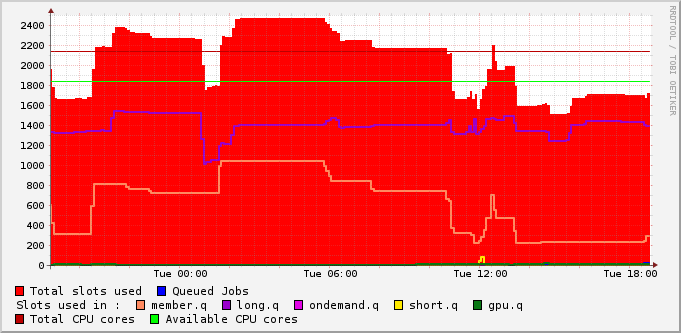 2400
2200
2000
1800
1600
1400
1200
1000
800
600
400
200
0
Tue 00:00 Tue 06:00 Tue 12:00 Tue 18:00
Total slots used Queued Jobs
Slots used in : member.q long.q ondemand.q short.q gpu.q
Total CPU cores Available CPU cores
RRDTOOL / TOBI OETIKER